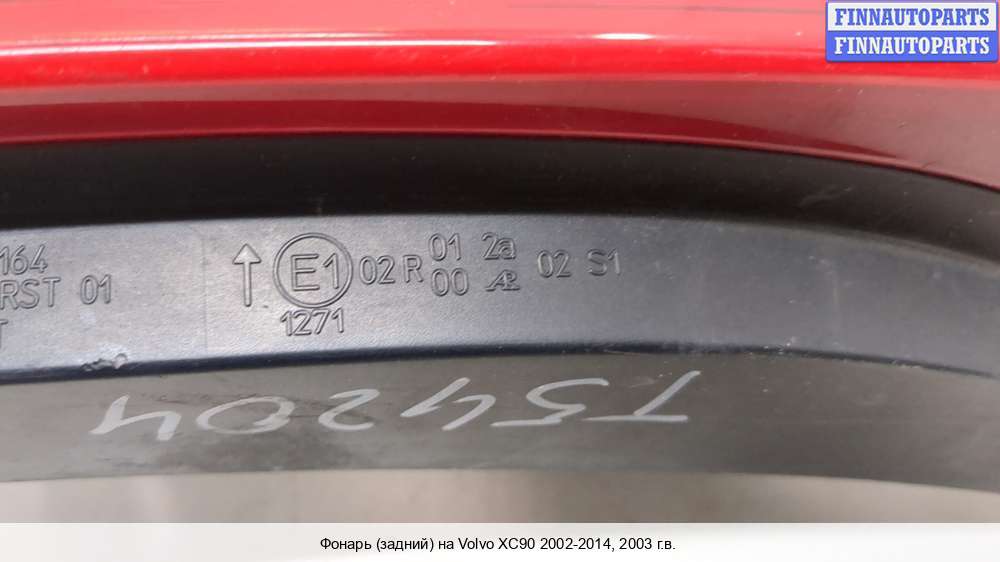 FINNAUTOPARTS
FINNAUTOPARTS
164
RST 01
T
↑ E1 02 R 01 2a 02 S1
00 AR
1271
T54204
Фонарь (задний) на Volvo XC90 2002-2014, 2003 г.в.